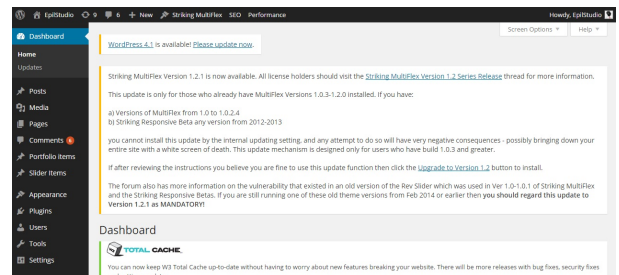 EpilStudio 9 6 + New Striking MultiFlex SEO Performance Howdy, EpilStudio
Screen Options Help
Dashboard
Home
Updates
Posts
Media
Pages
Comments 6
Portfolio items
Slider Items
Appearance
Plugins
Users
Tools
Settings
WordPress 4.1 is available! Please update now.
Striking MultiFlex Version 1.2.1 is now available. All license holders should visit the Striking MultiFlex Version 1.2 Series Release thread for more information.
This update is only for those who already have MultiFlex Versions 1.0.3-1.2.0 installed. If you have:
a) Versions of MultiFlex from 1.0 to 1.0.2.4
b) Striking Responsive Beta any version from 2012-2013
you cannot install this update by the internal updating setting, and any attempt to do so will have very negative consequences - possibly bringing down your
entire site with a white screen of death. This update mechanism is designed only for users who have build 1.0.3 and greater.
If after reviewing the instructions you believe you are fine to use this update function then click the Upgrade to Version 1.2 button to install.
The forum also has more information on the vulnerability that existed in an old version of the Rev Slider which was used in Ver 1.0-1.0.1 of Striking MultiFlex
and the Striking Responsive Betas. If you are still running one of these old theme versions from Feb 2014 or earlier then you should regard this update to
Version 1.2.1 as MANDATORY!
Dashboard
TOTAL CACHE
You can now keep W3 Total Cache up-to-date without having to worry about new features breaking your website. There will be more releases with bug fixes, security fixes